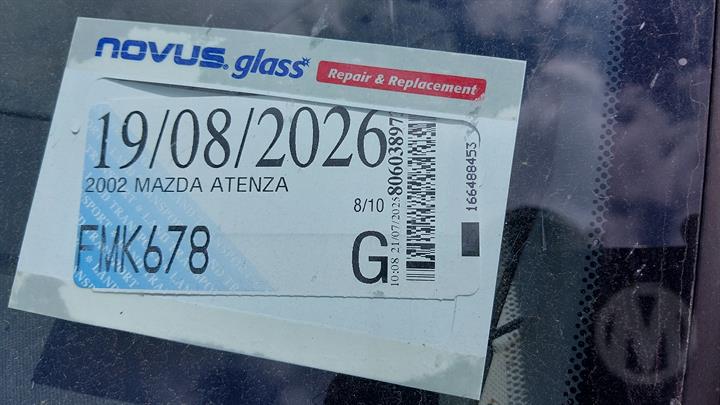 novus® glass
Repair & Replacement
19/08/2026
2002 MAZDA ATENZA
8/10
FMK678
G
10:08 21/07/2025
80603897
166488453